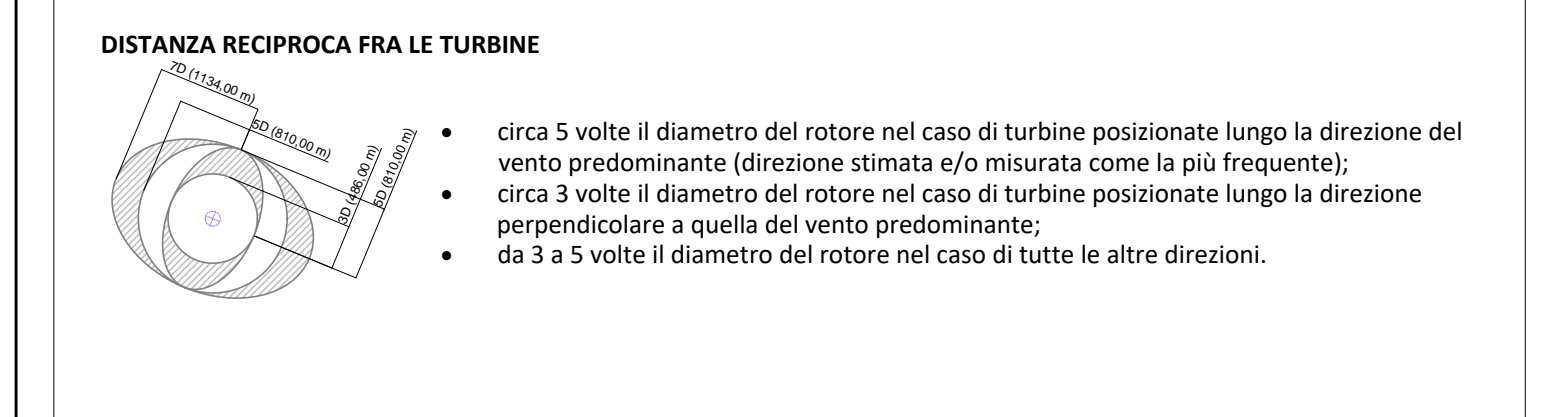 DISTANZA RECIPROCA FRA LE TURBINE
7D (1134,00 m)
5D (810,00 m)
3D (486,00 m)
5D (810,00 m)
• circa 5 volte il diametro del rotore nel caso di turbine posizionate lungo la direzione del
vento predominante (direzione stimata e/o misurata come la più frequente);
• circa 3 volte il diametro del rotore nel caso di turbine posizionate lungo la direzione
perpendicolare a quella del vento predominante;
• da 3 a 5 volte il diametro del rotore nel caso di tutte le altre direzioni.